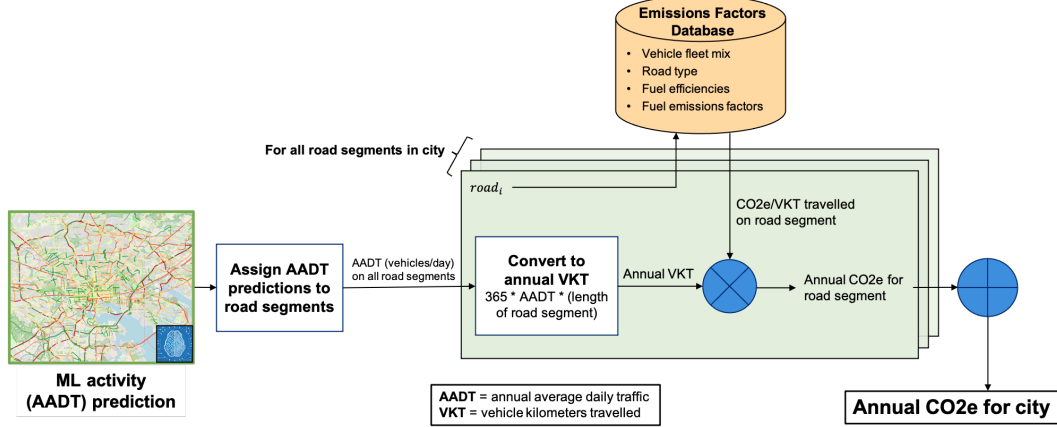 Emissions Factors
Database
• Vehicle fleet mix
• Road type
• Fuel efficiencies
• Fuel emissions factors
For all road segments in city
road_i
CO2e/VKT travelled
on road segment
Assign AADT
predictions to
road segments
AADT (vehicles/day)
on all road segments
Convert to
annual VKT
365 * AADT * (length
of road segment)
Annual VKT
Annual CO2e for
road segment
ML activity
(AADT) prediction
AADT = annual average daily traffic
VKT = vehicle kilometers travelled
Annual CO2e for city